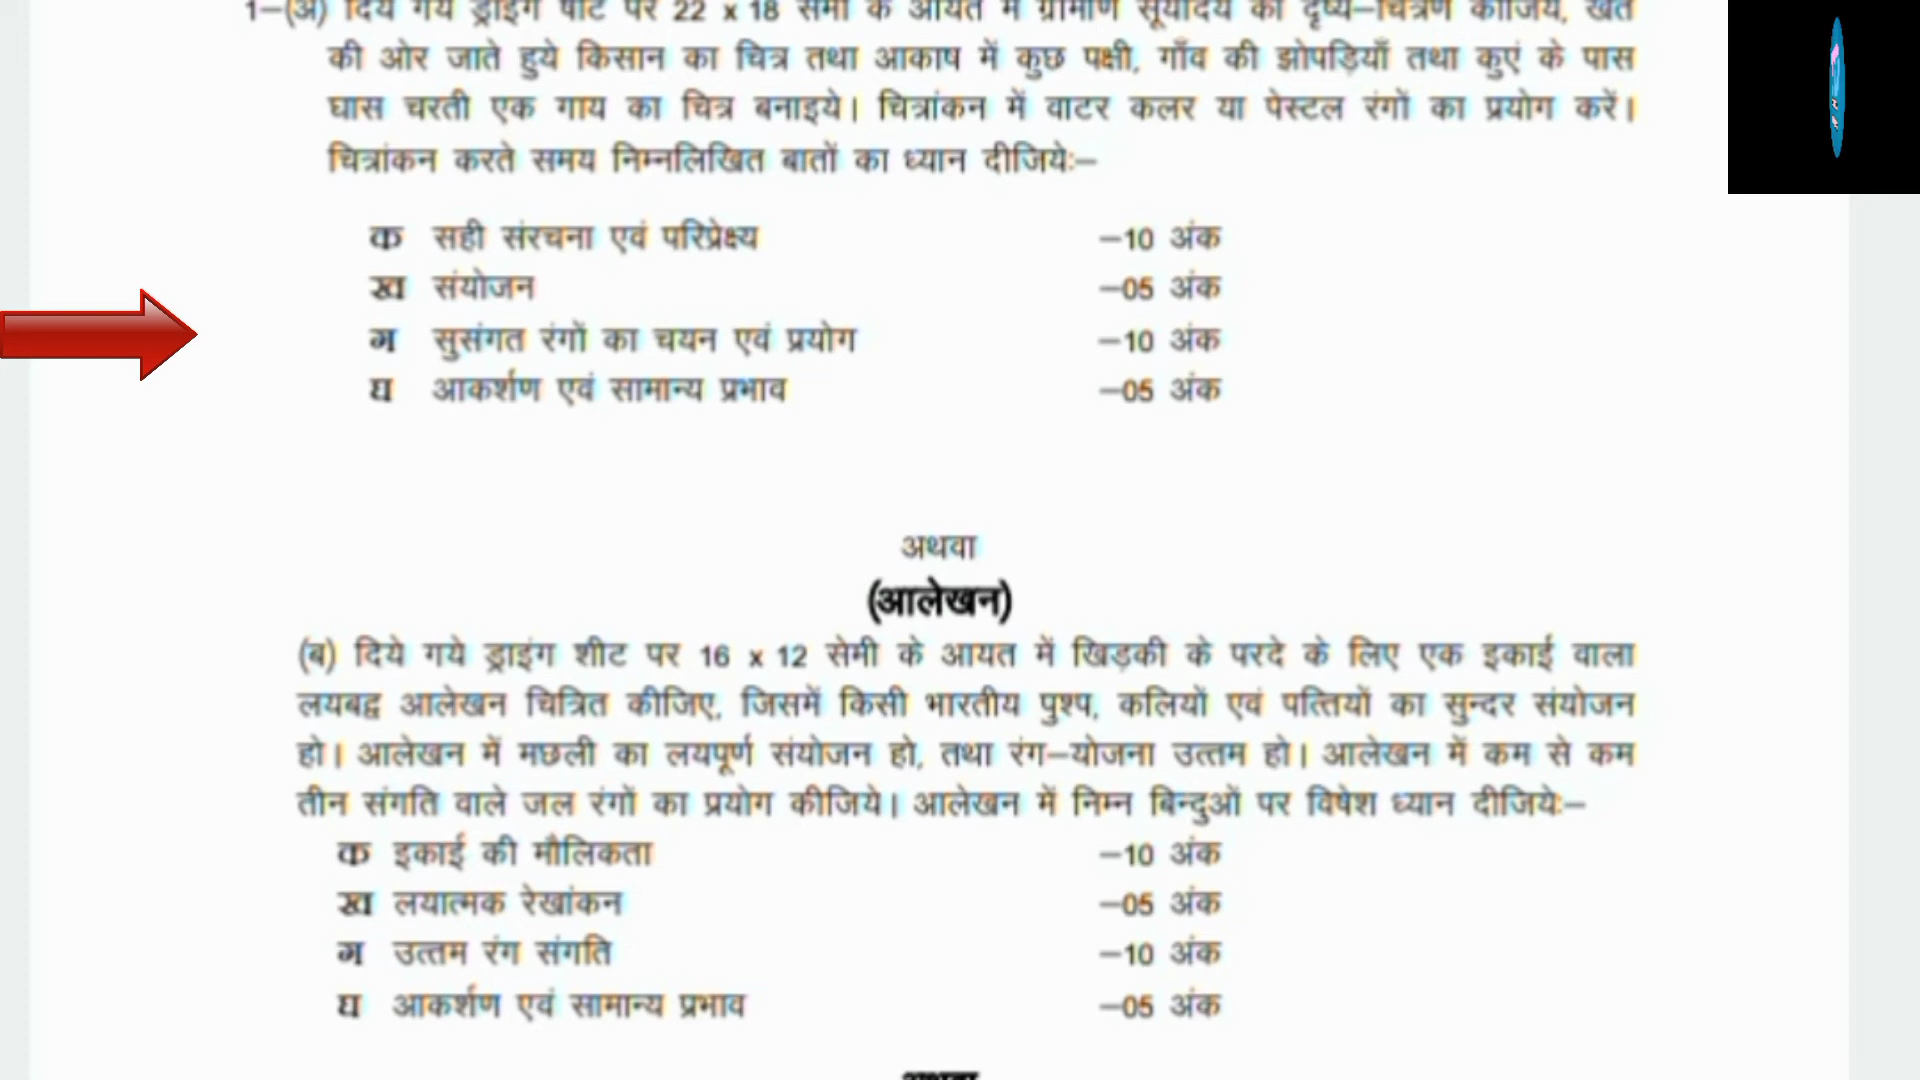 1–(अ) दिये गये ड्राइंग पर 22 x 18 सेमी के आयत में ग्रामीण सूर्योदय का दृष्य–चित्रण कीजिये, खेत
की ओर जाते हुये किसान का चित्र तथा आकाष में कुछ पक्षी, गाँव की झोपड़ियाँ तथा कुएं के पास
घास चरती एक गाय का चित्र बनाइये। चित्रांकन में वाटर कलर या पेस्टल रंगों का प्रयोग करें।
चित्रांकन करते समय निम्नलिखित बातों का ध्यान दीजिये:–
क सही संरचना एवं परिप्रेक्ष्य –10 अंक
ख संयोजन –05 अंक
ग सुसंगत रंगों का चयन एवं प्रयोग –10 अंक
घ आकर्शण एवं सामान्य प्रभाव –05 अंक
अथवा
(आलेखन)
(ब) दिये गये ड्राइंग शीट पर 16 x 12 सेमी के आयत में खिड़की के परदे के लिए एक इकाई वाला
लयबद्व आलेखन चित्रित कीजिए, जिसमें किसी भारतीय पुश्प, कलियों एवं पत्तियों का सुन्दर संयोजन
हो। आलेखन में मछली का लयपूर्ण संयोजन हो, तथा रंग–योजना उत्तम हो। आलेखन में कम से कम
तीन संगति वाले जल रंगों का प्रयोग कीजिये। आलेखन में निम्न बिन्दुओं पर विषेश ध्यान दीजिये:–
क इकाई की मौलिकता –10 अंक
ख लयात्मक रेखांकन –05 अंक
ग उत्तम रंग संगति –10 अंक
घ आकर्शण एवं सामान्य प्रभाव –05 अंक